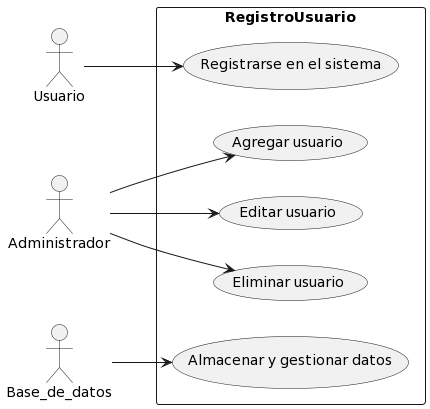 RegistroUsuario
Usuario
Registrarse en el sistema
Administrador
Agregar usuario
Editar usuario
Eliminar usuario
Base_de_datos
Almacenar y gestionar datos